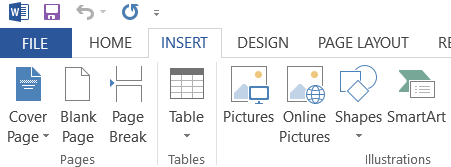 FILE HOME INSERT DESIGN PAGE LAYOUT RE
Cover Page Blank Page Page Break Table Pictures Online Pictures Shapes SmartArt
Pages Tables Illustrations